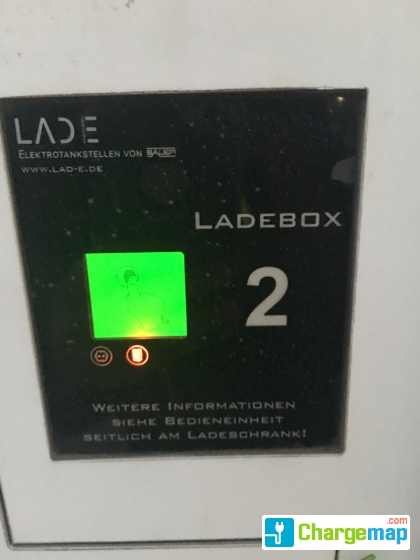 LADE
ELEKTROTANKSTELLEN VON BAUER
WWW.LAD-E.DE
LADEBOX
2
WEITERE INFORMATIONEN
SIEHE BEDIENEINHEIT
SEITLICH AM LADESCHRANK!
Chargemap.com